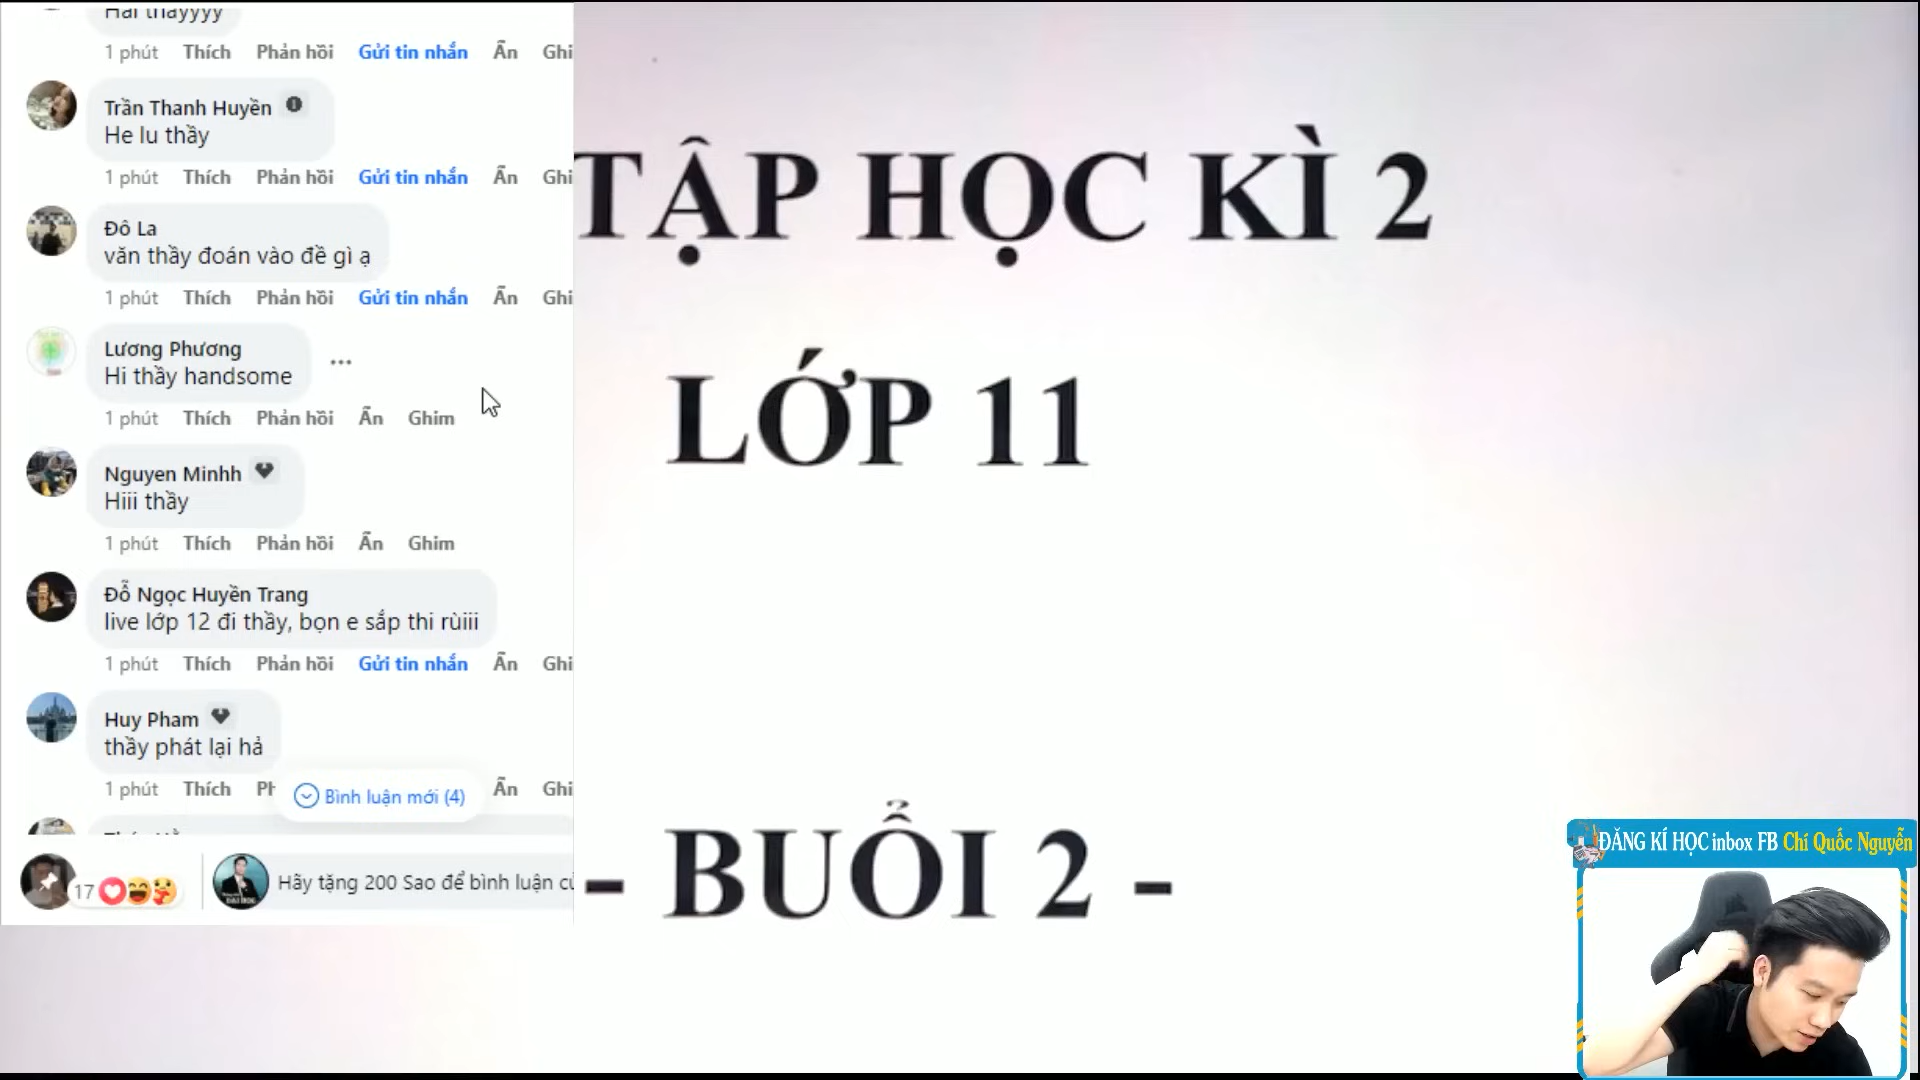 Hai thầyyyy
1 phút Thích Phản hồi Gửi tin nhắn Ẩn Ghi
Trần Thanh Huyền
He lu thầy
1 phút Thích Phản hồi Gửi tin nhắn Ẩn Ghi
Đô La
văn thầy đoán vào đề gì ạ
1 phút Thích Phản hồi Gửi tin nhắn Ẩn Ghi
Lương Phương
Hi thầy handsome
1 phút Thích Phản hồi Ẩn Ghim
Nguyen Minhh
Hiii thầy
1 phút Thích Phản hồi Ẩn Ghim
Đỗ Ngọc Huyền Trang
live lớp 12 đi thầy, bọn e sắp thi rùiii
1 phút Thích Phản hồi Gửi tin nhắn Ẩn Ghi
Huy Pham
thầy phát lại hả
1 phút Thích Ph Ẩn Ghi
Bình luận mới (4)
17
Hãy tặng 200 Sao để bình luận củ
TẬP HỌC KÌ 2
LỚP 11
- BUỔI 2 -
ĐĂNG KÍ HỌC inbox FB Chí Quốc Nguyễn